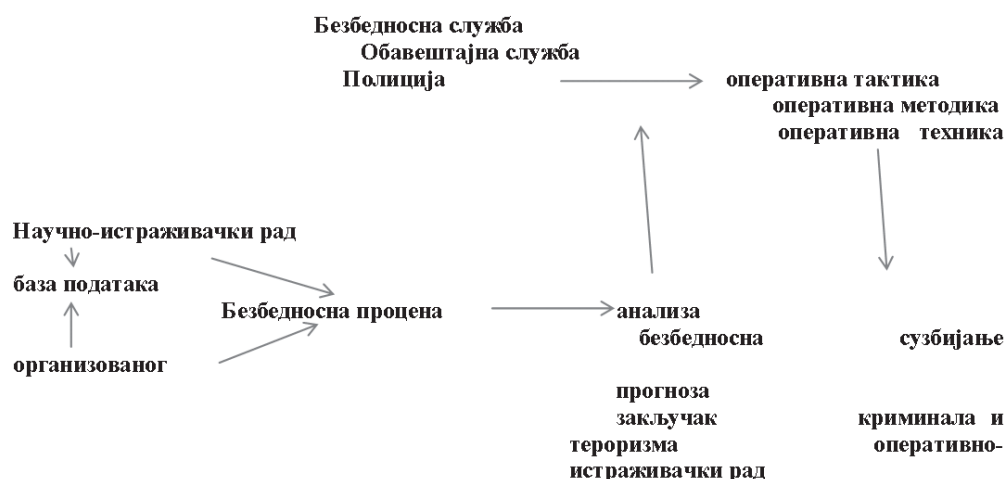 Безбедносна служба
Обавештајна служба
Полиција оперативна тактика
оперативна методика
оперативна техника
Научно-истраживачки рад
база података
Безбедносна процена анализа
безбедносна сузбијање
организованог
прогноза
закључак криминала и
тероризма оперативно-
истраживачки рад